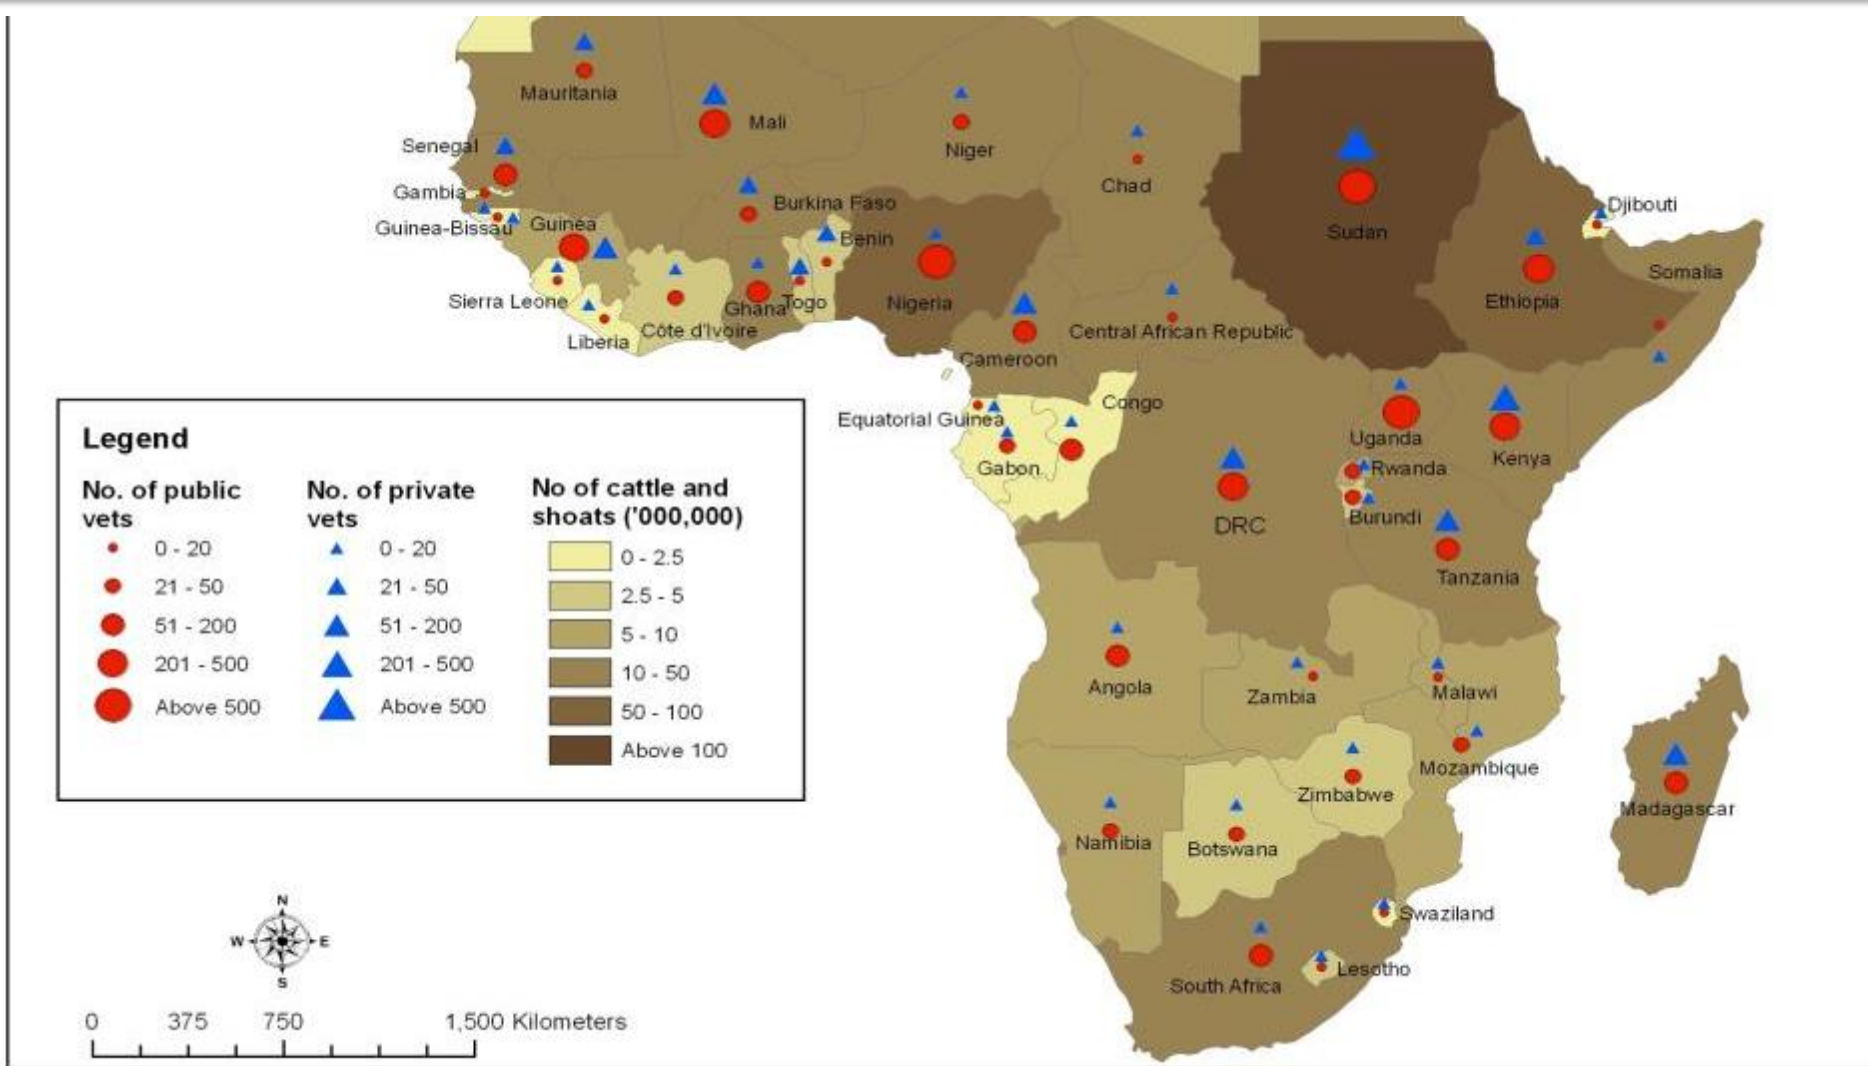 Mauritania
Mali
Niger
Chad
Sudan
Senegal
Gambia
Guinea-Bissau
Guinea
Burkina Faso
Benin
Djibouti
Somalia
Ethiopia
Sierra Leone
Liberia
Côte d'Ivoire
Ghana
Togo
Nigeria
Cameroon
Central African Republic
Equatorial Guinea
Congo
Gabon
DRC
Uganda
Kenya
Rwanda
Burundi
Tanzania
Angola
Zambia
Malawi
Mozambique
Zimbabwe
Madagascar
Namibia
Botswana
Swaziland
Lesotho
South Africa
Legend
No. of public
vets
0 - 20
21 - 50
51 - 200
201 - 500
Above 500
No. of private
vets
0 - 20
21 - 50
51 - 200
201 - 500
Above 500
No of cattle and
shoats ('000,000)
0 - 2.5
2.5 - 5
5 - 10
10 - 50
50 - 100
Above 100
N
W E
S
0 375 750 1,500 Kilometers